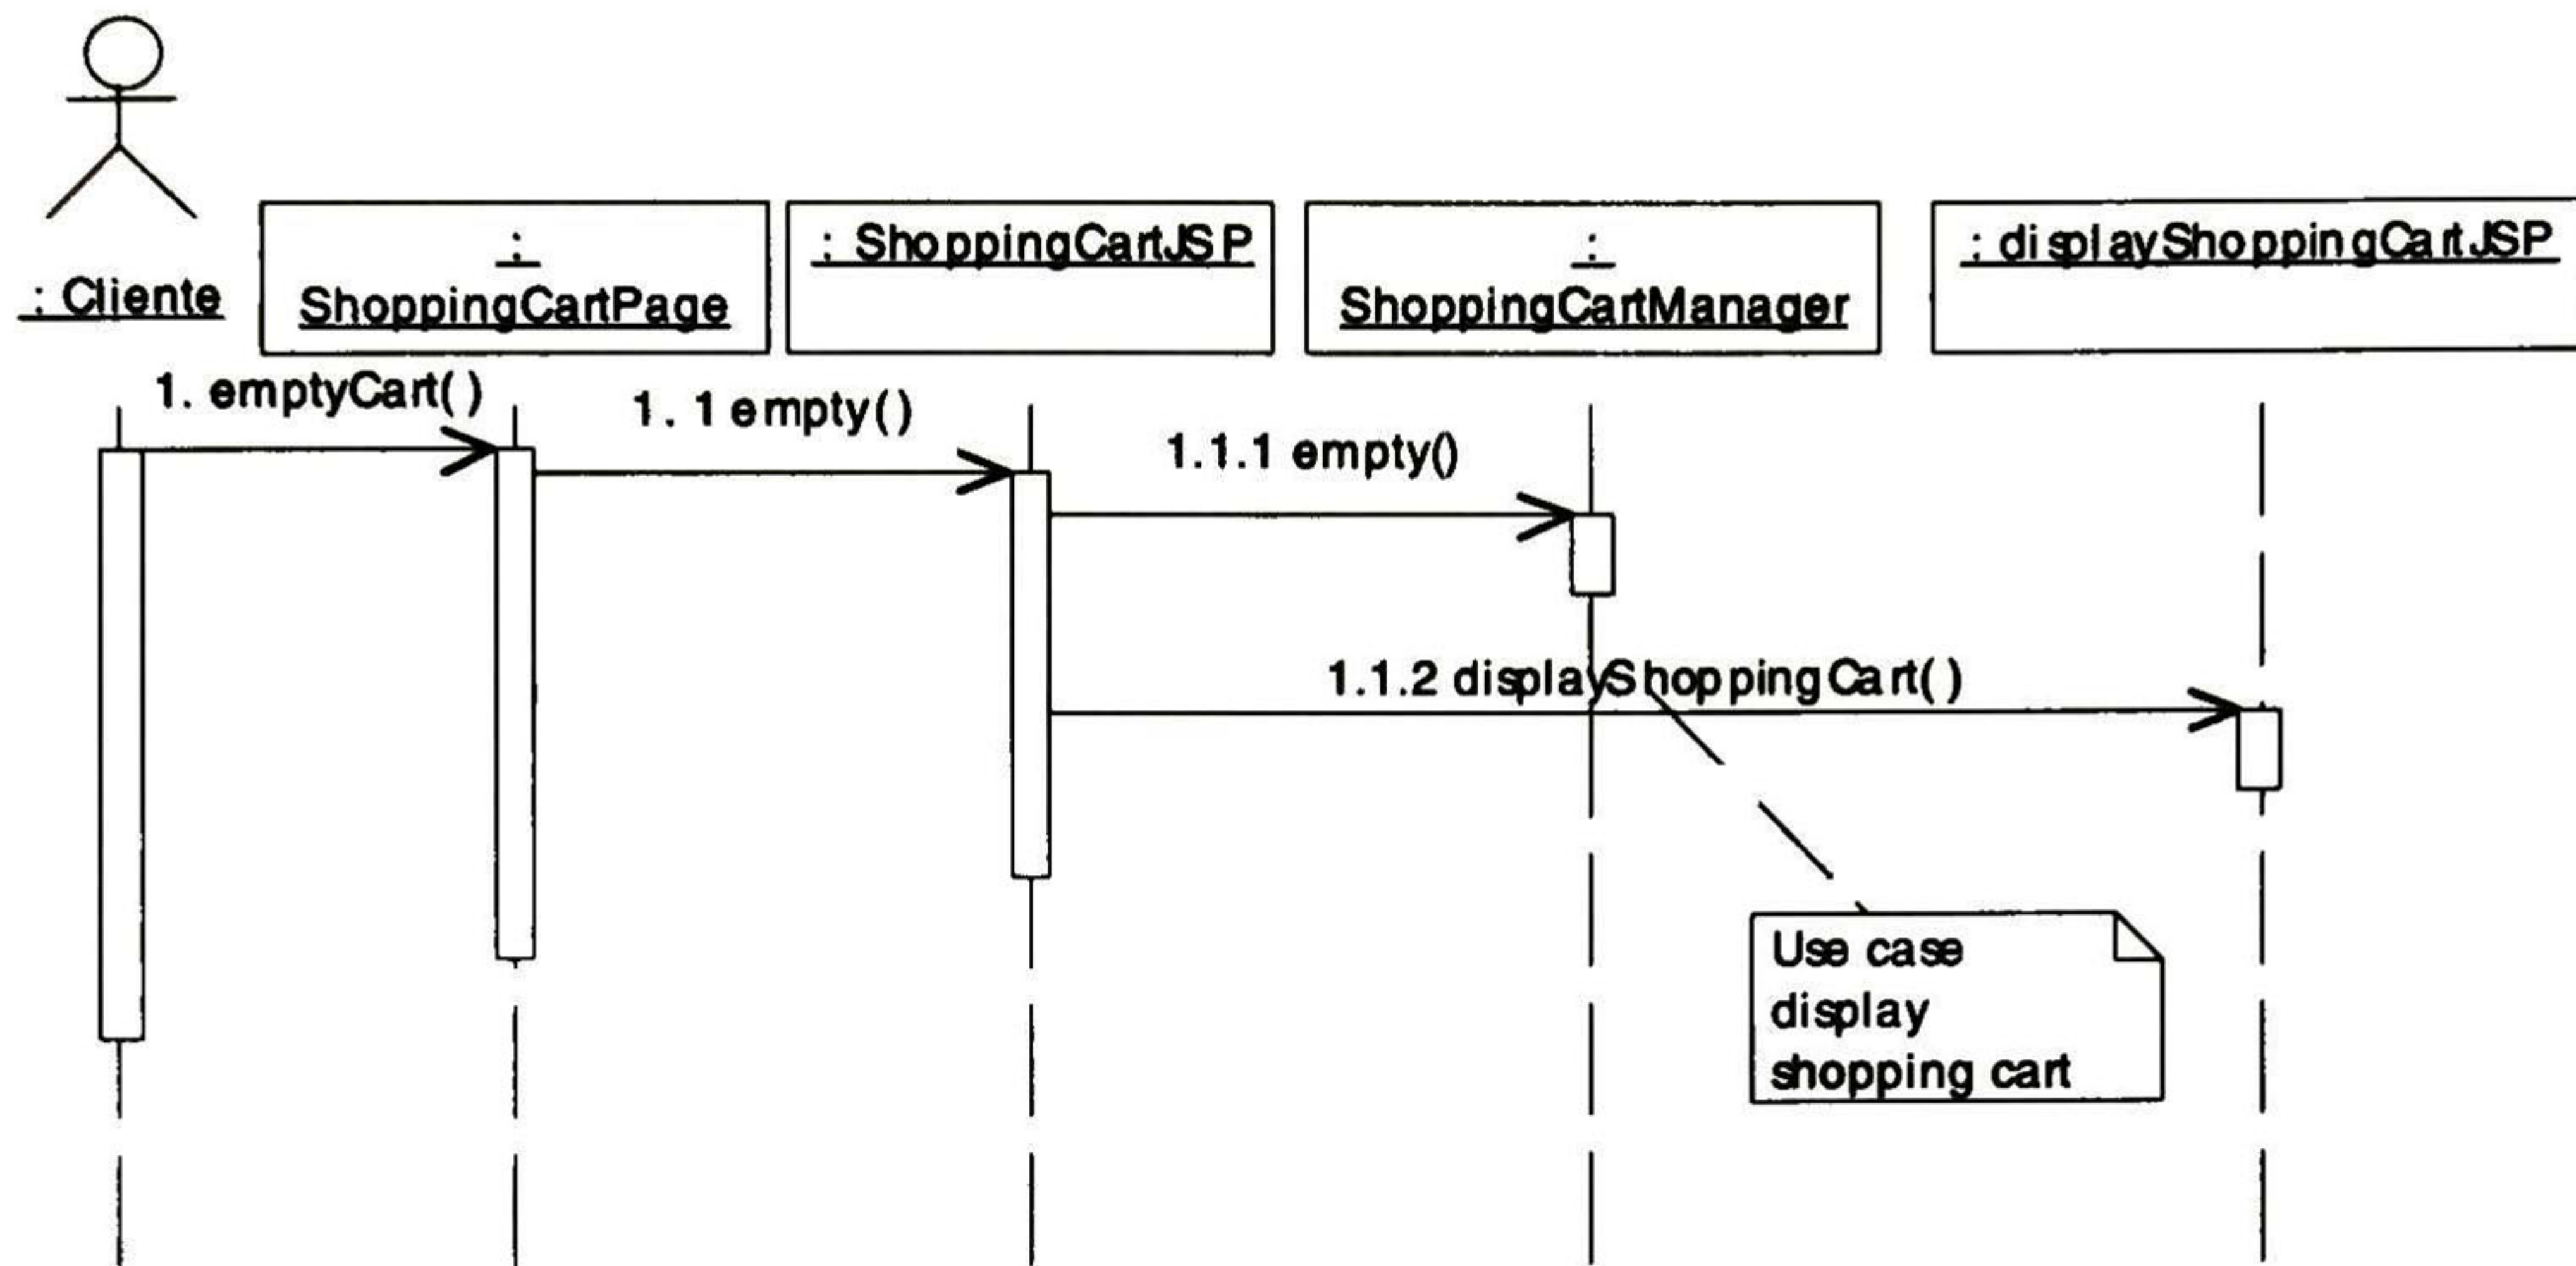 : Cliente
:
ShoppingCartPage
: ShoppingCartJSP
:
ShoppingCartManager
: displayShoppingCartJSP
1. emptyCart()
1. 1 empty()
1.1.1 empty()
1.1.2 displayShoppingCart()
Use case
display
shopping cart